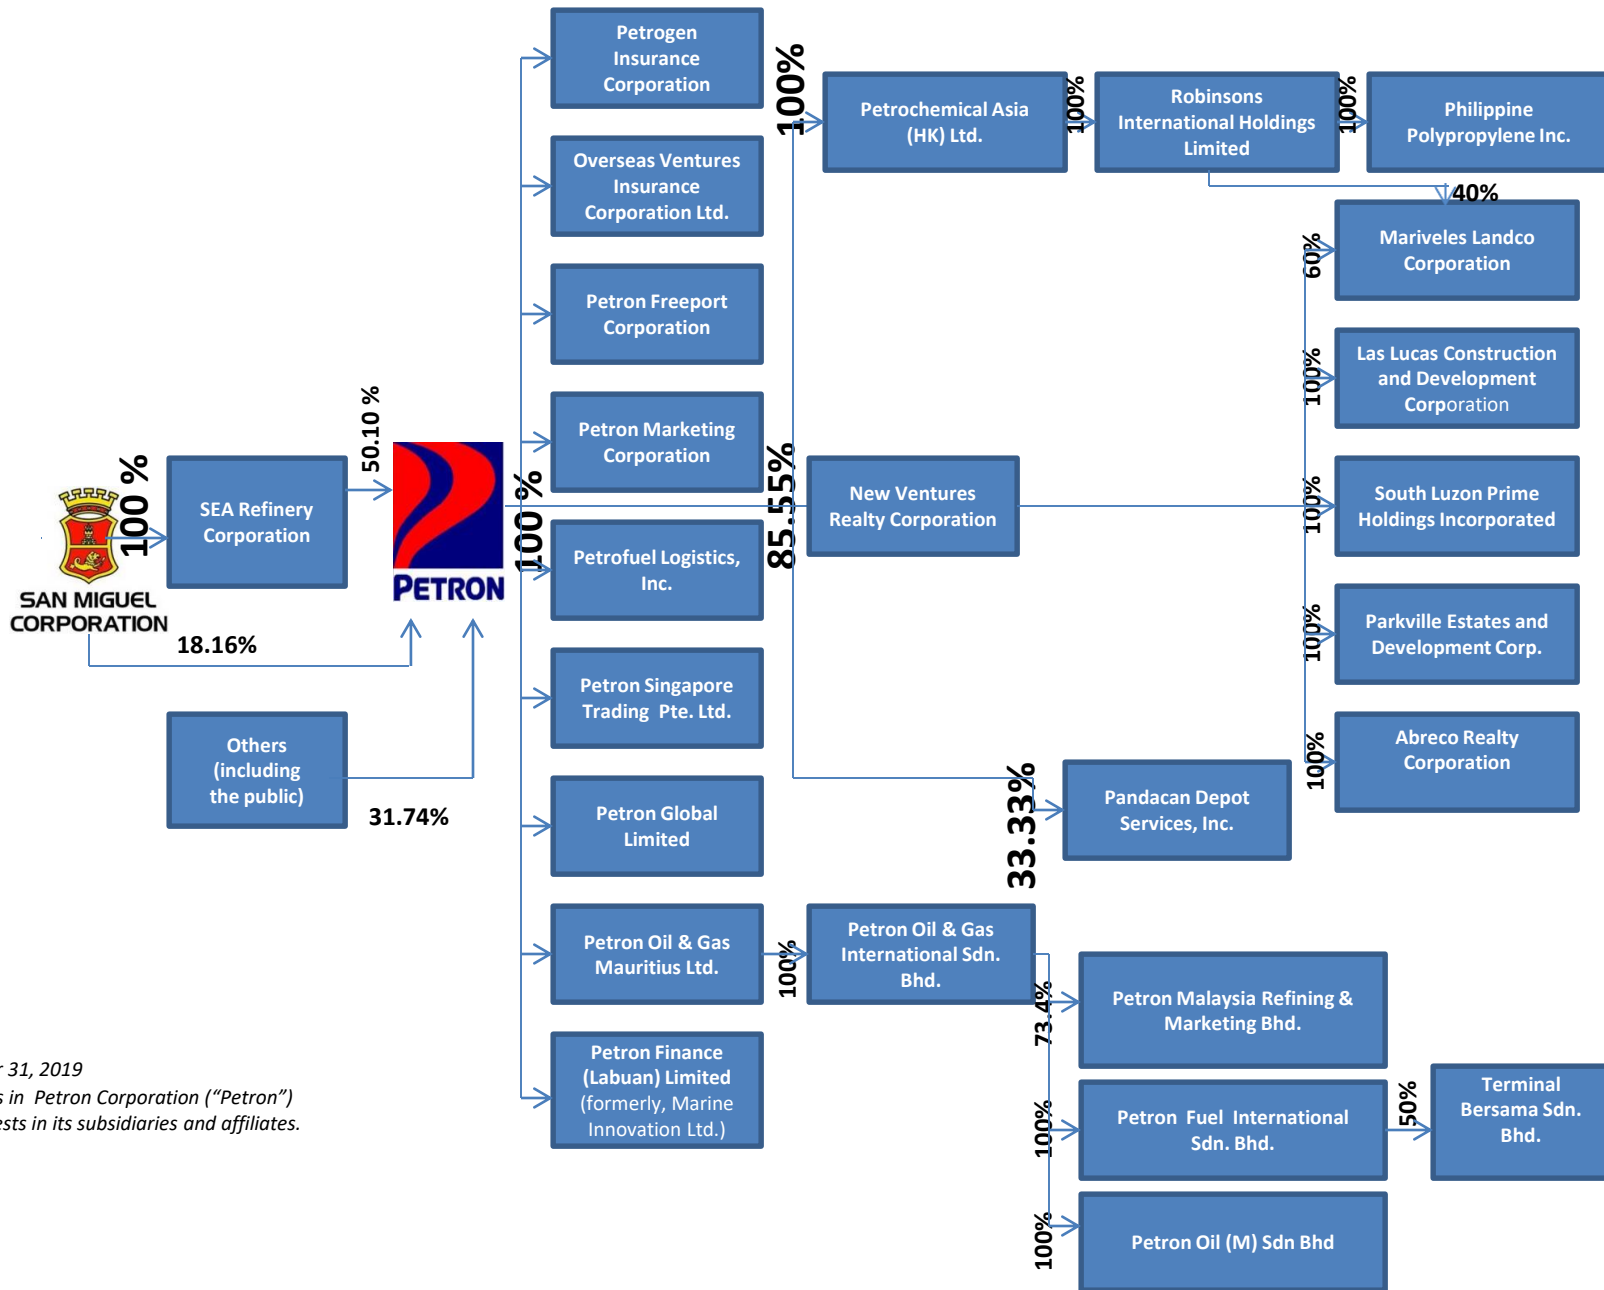 SAN MIGUEL
CORPORATION
100 %
18.16%
SEA Refinery
Corporation
50.10 %
Others
(including
the public)
31.74%
PETRON
100 %
Petrogen
Insurance
Corporation
Overseas Ventures
Insurance
Corporation Ltd.
Petron Freeport
Corporation
Petron Marketing
Corporation
Petrofuel Logistics,
Inc.
Petron Singapore
Trading Pte. Ltd.
Petron Global
Limited
Petron Oil & Gas
Mauritius Ltd.
Petron Finance
(Labuan) Limited
(formerly, Marine
Innovation Ltd.)
100%
Petrochemical Asia
(HK) Ltd.
100%
Robinsons
International Holdings
Limited
100%
Philippine
Polypropylene Inc.
40%
85.55%
New Ventures
Realty Corporation
60%
Mariveles Landco
Corporation
100%
Las Lucas Construction
and Development
Corporation
100%
South Luzon Prime
Holdings Incorporated
100%
Parkville Estates and
Development Corp.
100%
Abreco Realty
Corporation
33.33%
Pandacan Depot
Services, Inc.
100%
Petron Oil & Gas
International Sdn.
Bhd.
73.4%
Petron Malaysia Refining &
Marketing Bhd.
100%
Petron Fuel International
Sdn. Bhd.
50%
Terminal
Bersama Sdn.
Bhd.
100%
Petron Oil (M) Sdn Bhd
31, 2019
in Petron Corporation (“Petron”)
in its subsidiaries and affiliates.